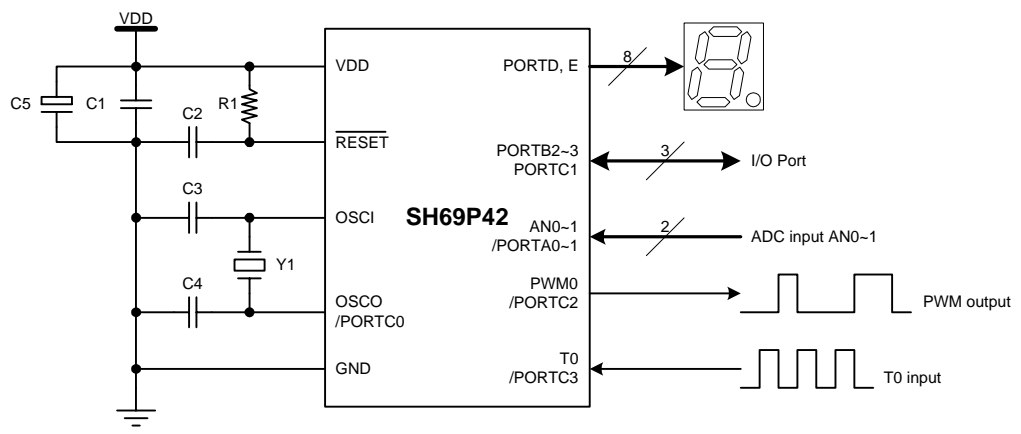 VDD
C5
C1
C2
R1
C3
Y1
C4
VDD
RESET
OSCI
OSCO
/PORTC0
GND
SH69P42
PORTD, E
PORTB2~3
PORTC1
AN0~1
/PORTA0~1
PWM0
/PORTC2
T0
/PORTC3
8
3
I/O Port
2
ADC input AN0~1
PWM output
T0 input